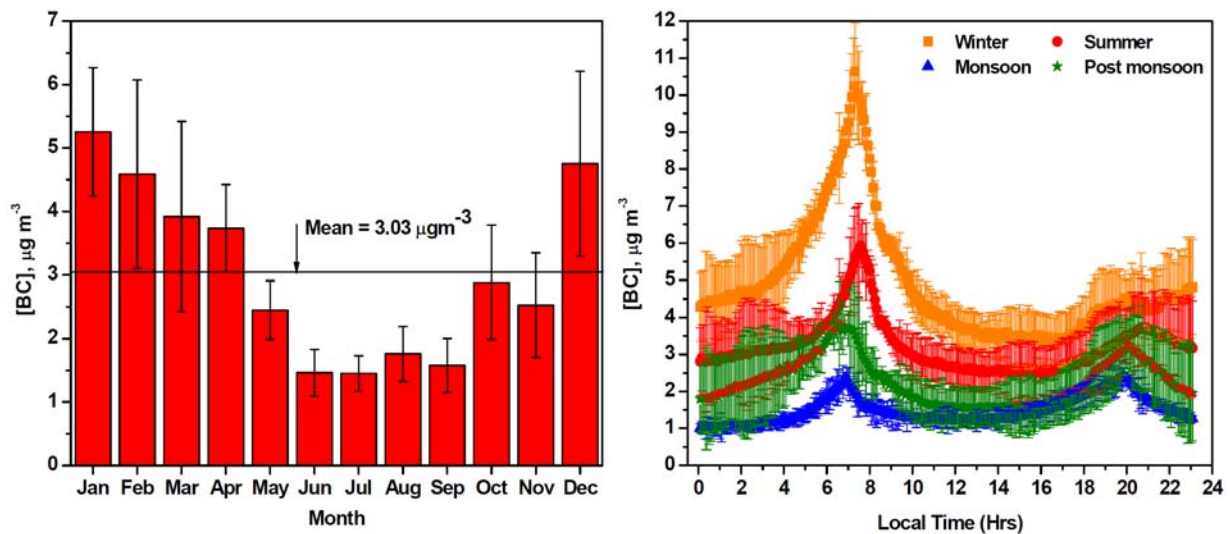 7
6
5
4
3
2
1
0
[BC], µg m-3
Mean = 3.03 µgm-3
Jan Feb Mar Apr May Jun Jul Aug Sep Oct Nov Dec
Month
12
11
10
9
8
7
6
5
4
3
2
1
0
[BC], µg m-3
Winter Summer
Monsoon Post monsoon
0 2 4 6 8 10 12 14 16 18 20 22 24
Local Time (Hrs)